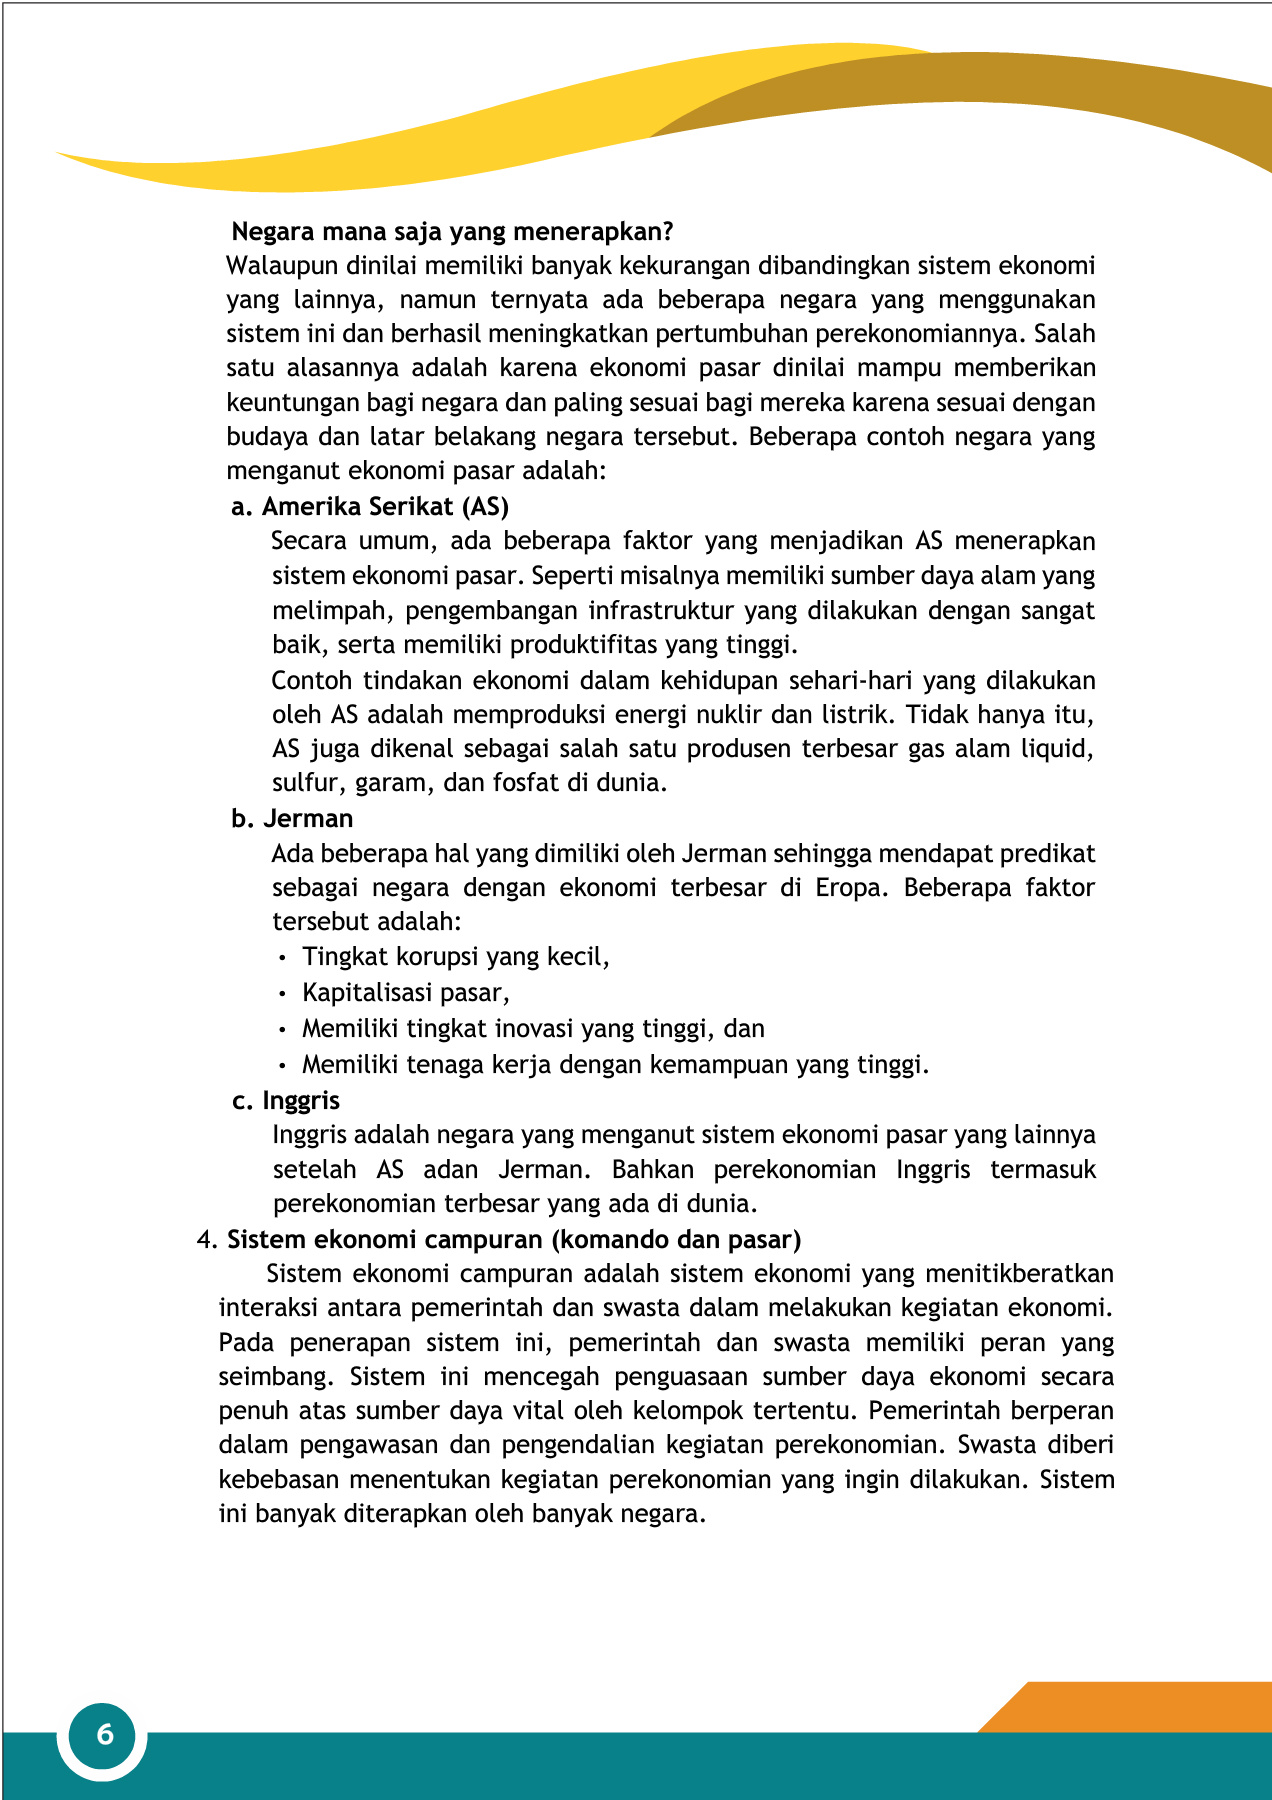 Negara mana saja yang menerapkan?
Walaupun dinilai memiliki banyak kekurangan dibandingkan sistem ekonomi
yang lainnya, namun ternyata ada beberapa negara yang menggunakan
sistem ini dan berhasil meningkatkan pertumbuhan perekonomiannya. Salah
satu alasannya adalah karena ekonomi pasar dinilai mampu memberikan
keuntungan bagi negara dan paling sesuai bagi mereka karena sesuai dengan
budaya dan latar belakang negara tersebut. Beberapa contoh negara yang
menganut ekonomi pasar adalah:
a. Amerika Serikat (AS)
Secara umum, ada beberapa faktor yang menjadikan AS menerapkan
sistem ekonomi pasar. Seperti misalnya memiliki sumber daya alam yang
melimpah, pengembangan infrastruktur yang dilakukan dengan sangat
baik, serta memiliki produktifitas yang tinggi.
Contoh tindakan ekonomi dalam kehidupan sehari-hari yang dilakukan
oleh AS adalah memproduksi energi nuklir dan listrik. Tidak hanya itu,
AS juga dikenal sebagai salah satu produsen terbesar gas alam liquid,
sulfur, garam, dan fosfat di dunia.
b. Jerman
Ada beberapa hal yang dimiliki oleh Jerman sehingga mendapat predikat
sebagai negara dengan ekonomi terbesar di Eropa. Beberapa faktor
tersebut adalah:
• Tingkat korupsi yang kecil,
• Kapitalisasi pasar,
• Memiliki tingkat inovasi yang tinggi, dan
• Memiliki tenaga kerja dengan kemampuan yang tinggi.
c. Inggris
Inggris adalah negara yang menganut sistem ekonomi pasar yang lainnya
setelah AS adan Jerman. Bahkan perekonomian Inggris termasuk
perekonomian terbesar yang ada di dunia.
4. Sistem ekonomi campuran (komando dan pasar)
Sistem ekonomi campuran adalah sistem ekonomi yang menitikberatkan
interaksi antara pemerintah dan swasta dalam melakukan kegiatan ekonomi.
Pada penerapan sistem ini, pemerintah dan swasta memiliki peran yang
seimbang. Sistem ini mencegah penguasaan sumber daya ekonomi secara
penuh atas sumber daya vital oleh kelompok tertentu. Pemerintah berperan
dalam pengawasan dan pengendalian kegiatan perekonomian. Swasta diberi
kebebasan menentukan kegiatan perekonomian yang ingin dilakukan. Sistem
ini banyak diterapkan oleh banyak negara.
6